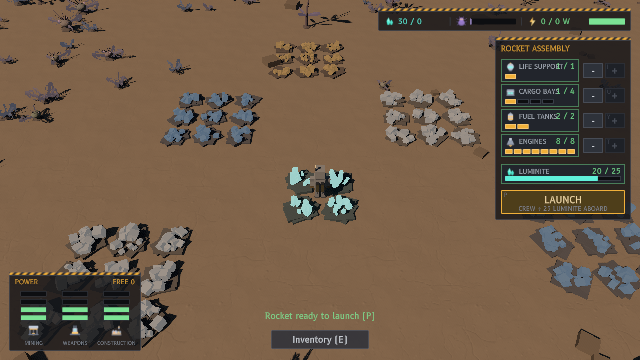 30 / 0
0 / 0 W
ROCKET ASSEMBLY
LIFE SUPPORT 1 / 1
CARGO BAYS 1 / 4
FUEL TANKS 2 / 2
ENGINES 8 / 8
LUMINITE 20 / 25
LAUNCH
CREW + 25 LUMINITE ABOARD
POWER FREE 0
MINING WEAPONS CONSTRUCTION
Rocket ready to launch [P]
Inventory [E]